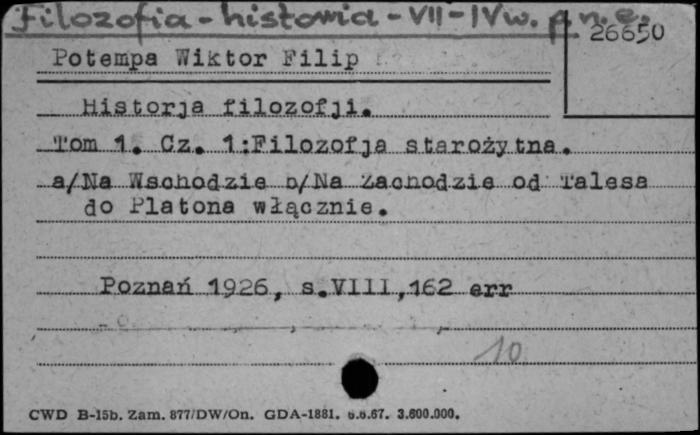 Filozofia - historia - VII - IV w. p.n.e.
26650
Potempa Wiktor Filip
Historja filozofji.
Tom 1. Cz. 1:Filozofja starożytna.
a/Na Wschodzie b/Na Zachodzie od Talesa
do Platona włącznie.
Poznań 1926, s.VIII,162 err
10
CWD B-15b. Zam. 877/DW/On. GDA-1881. 6.6.67. 3.600.000.